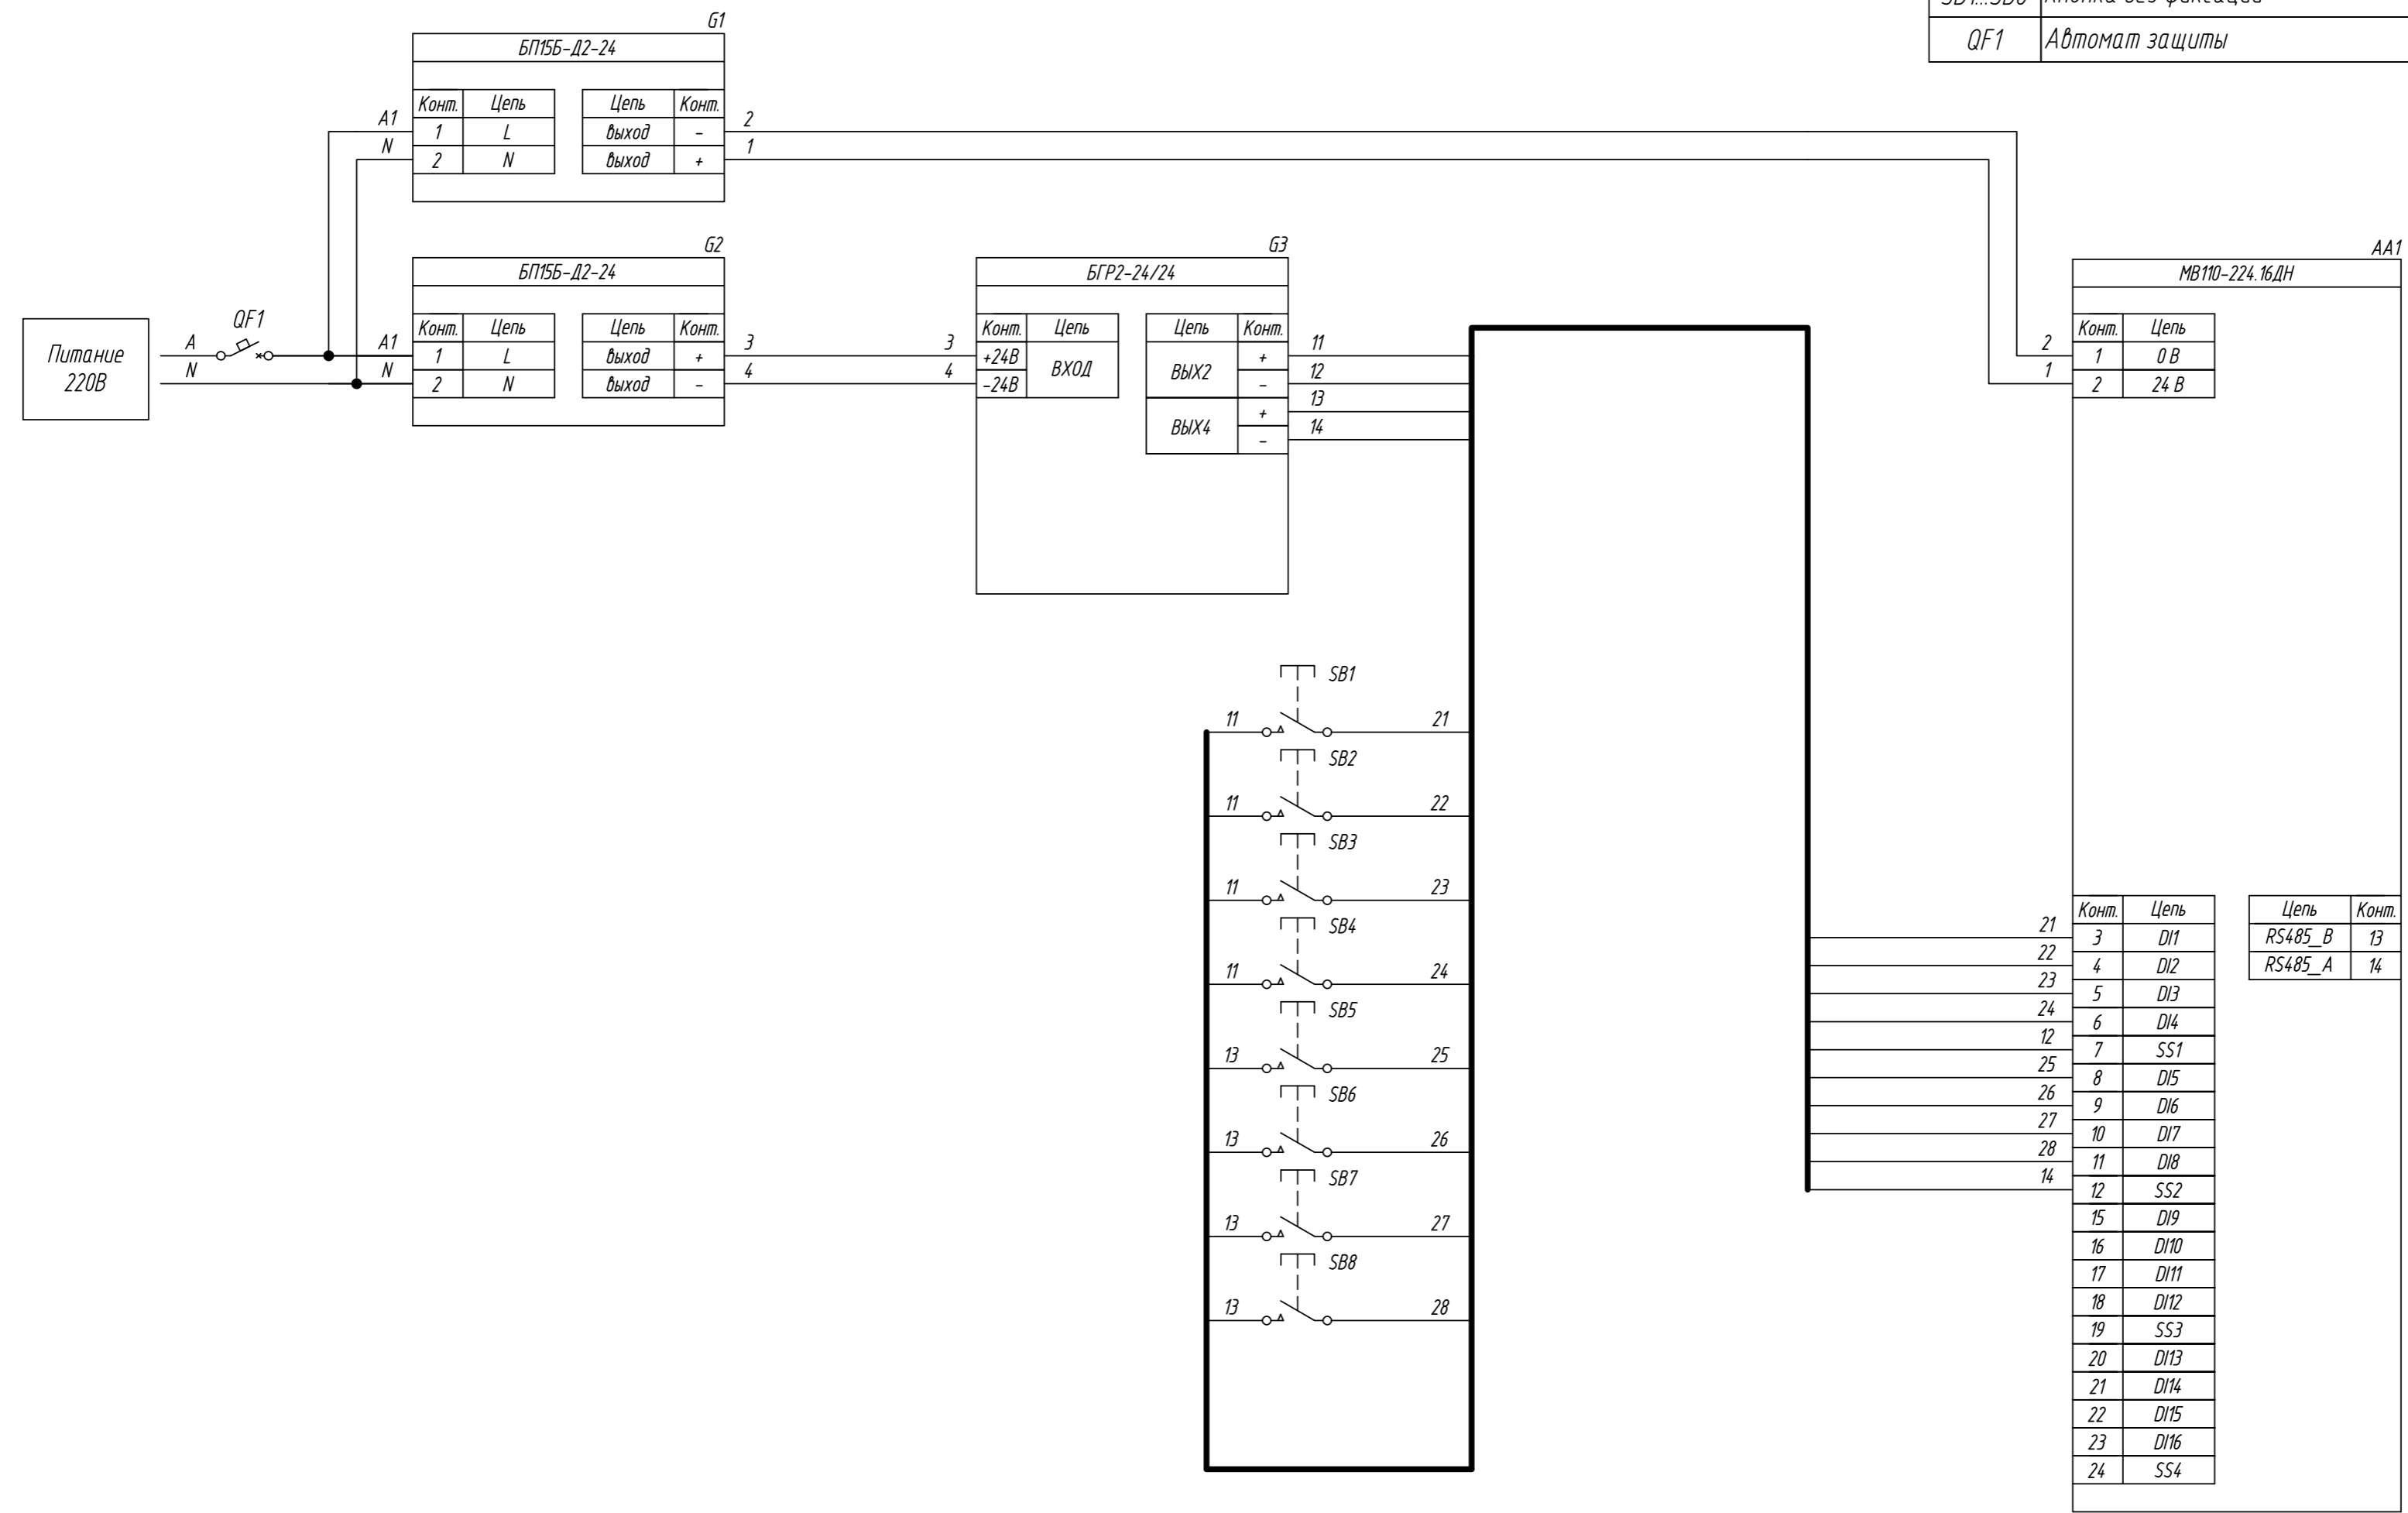 SB1...SB8 Кнопка без фиксации
QF1 Автомат защиты
G1
БП15Б-Д2-24
Конт. Цепь Цепь Конт.
A1 1 L выход - 2
N 2 N выход + 1
G2
БП15Б-Д2-24
Конт. Цепь Цепь Конт.
A1 1 L выход + 3
N 2 N выход - 4
Питание
220В
A
N
QF1
G3
БГР2-24/24
Конт. Цепь Цепь Конт.
3 +24В ВХОД ВЫХ2 + 11
4 -24В - 12
ВЫХ4 + 13
- 14
AA1
МВ110-224.16ДН
Конт. Цепь
2 1 0 В
1 2 24 В
SB1
11 21
SB2
11 22
SB3
11 23
SB4
11 24
SB5
13 25
SB6
13 26
SB7
13 27
SB8
13 28
Конт. Цепь Цепь Конт.
21 3 DI1 RS485_B 13
22 4 DI2 RS485_A 14
23 5 DI3
24 6 DI4
12 7 SS1
25 8 DI5
26 9 DI6
27 10 DI7
28 11 DI8
14 12 SS2
15 DI9
16 DI10
17 DI11
18 DI12
19 SS3
20 DI13
21 DI14
22 DI15
23 DI16
24 SS4